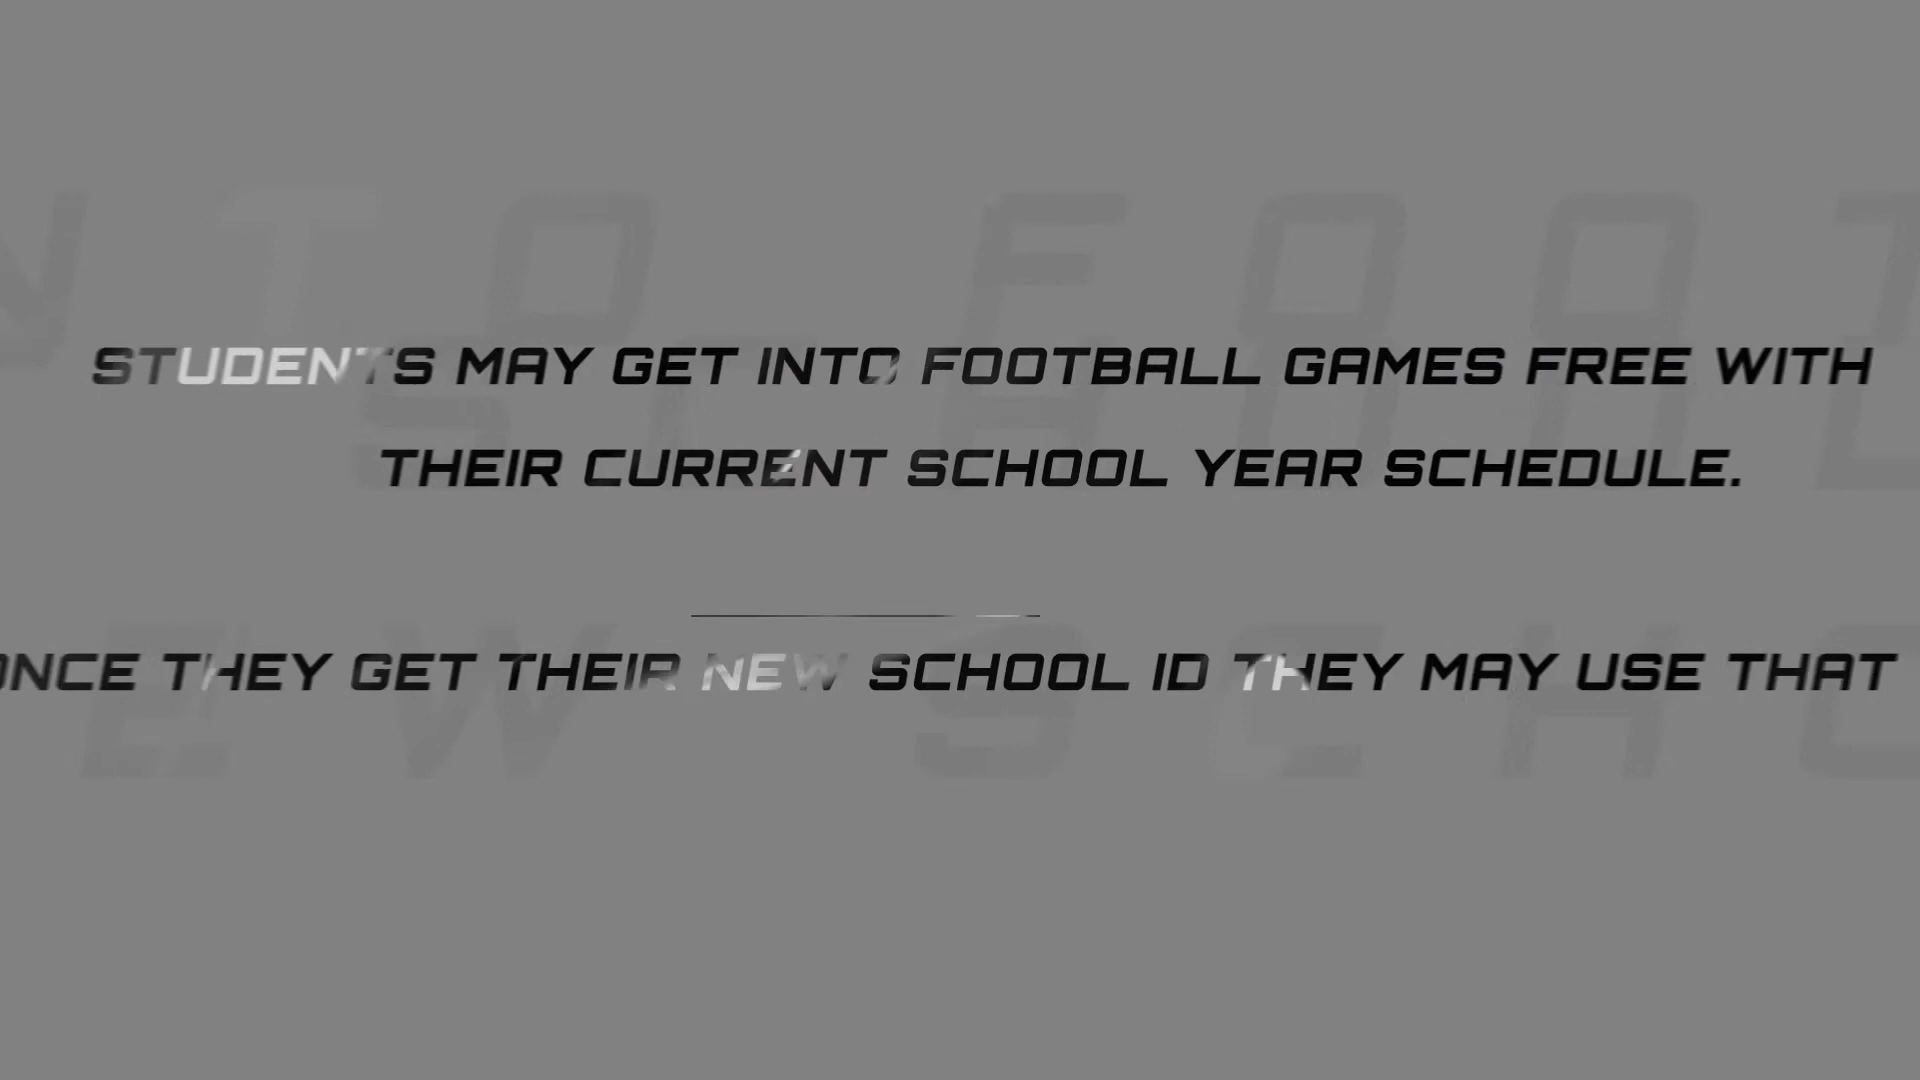 STUDENTS MAY GET INTO FOOTBALL GAMES FREE WITH
THEIR CURRENT SCHOOL YEAR SCHEDULE.
ONCE THEY GET THEIR NEW SCHOOL ID THEY MAY USE THAT